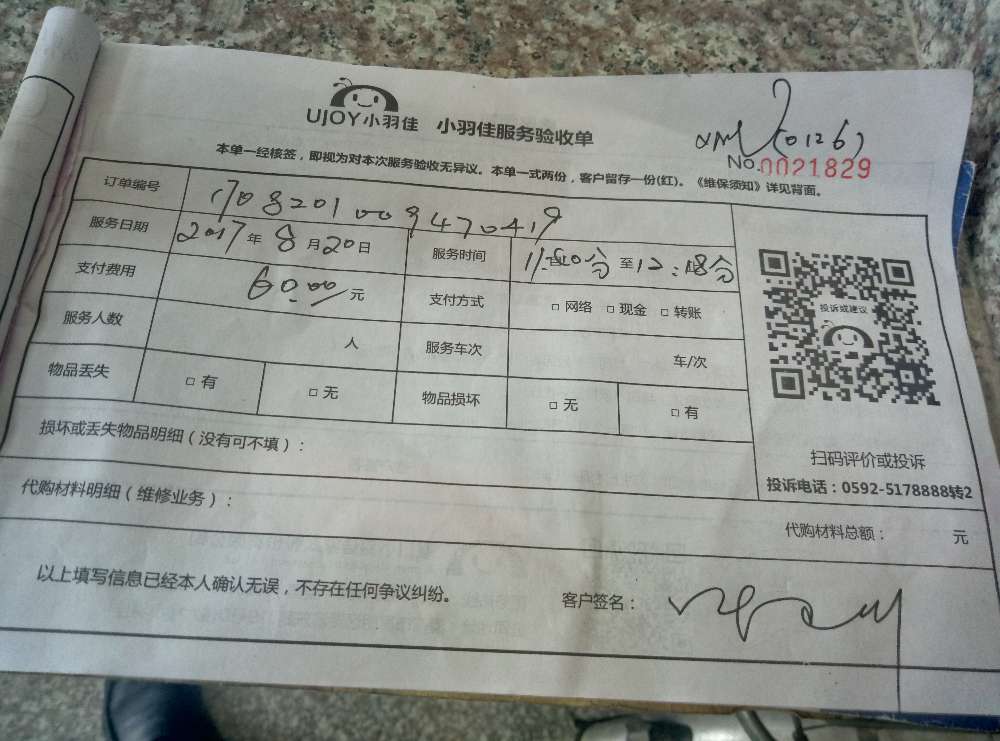 UJOY小羽佳 小羽佳服务验收单
XM (0126)
本单一经核签，即视为对本次服务验收无异议。本单一式两份，客户留存一份(红)。《维保须知》详见背面。
No.0021829
订单编号 1708201009470419
服务日期 2017年8月20日 服务时间 至12:18分
支付费用 60.00元 支付方式 □ 网络 □ 现金 □ 转账
服务人数 人 服务车次 车/次
物品丢失 □ 有 □ 无 物品损坏 □ 无 □ 有
投诉或建议
扫码评价或投诉
投诉电话：0592-5178888转2
损坏或丢失物品明细（没有可不填）：
代购材料明细（维修业务）：
代购材料总额： 元
以上填写信息已经本人确认无误，不存在任何争议纠纷。 客户签名：